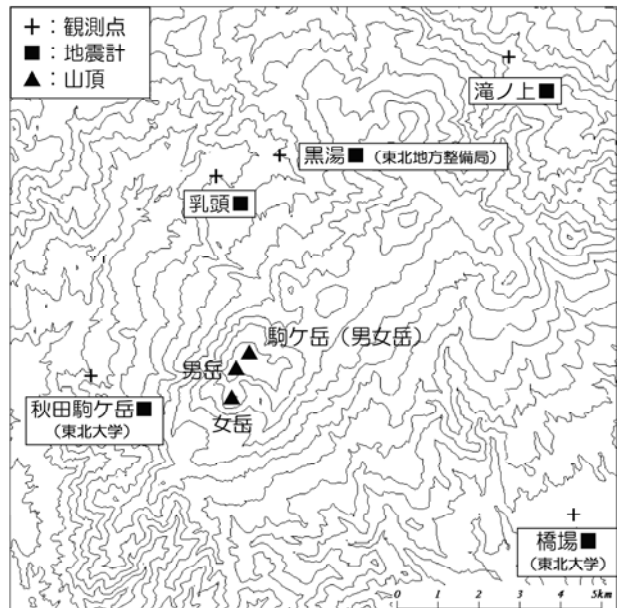 +：観測点
■：地震計
▲：山頂
滝ノ上■
黒湯■（東北地方整備局）
乳頭■
駒ケ岳（男女岳）
男岳
女岳
秋田駒ケ岳■
（東北大学）
橋場■
（東北大学）
0 1 2 3 4 5km